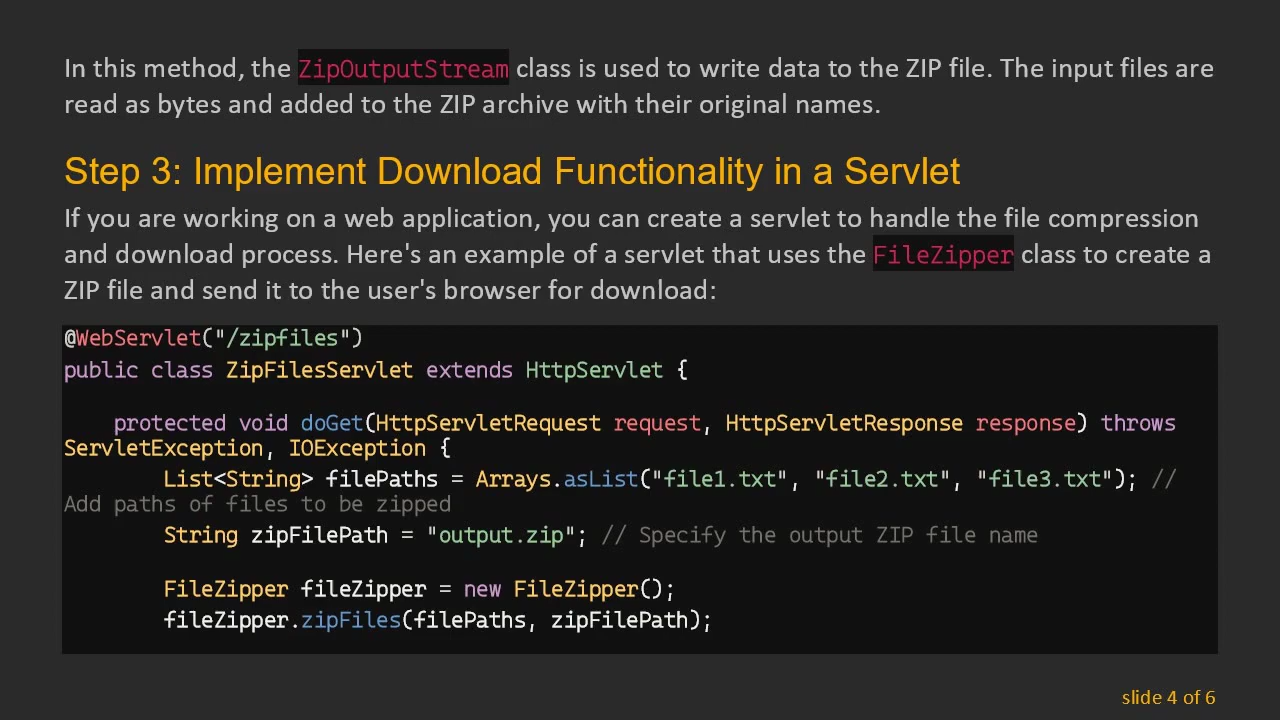 In this method, the ZipOutputStream class is used to write data to the ZIP file. The input files are
read as bytes and added to the ZIP archive with their original names.
Step 3: Implement Download Functionality in a Servlet
If you are working on a web application, you can create a servlet to handle the file compression
and download process. Here's an example of a servlet that uses the FileZipper class to create a
ZIP file and send it to the user's browser for download:
@WebServlet("/zipfiles")
public class ZipFilesServlet extends HttpServlet {
    protected void doGet(HttpServletRequest request, HttpServletResponse response) throws
ServletException, IOException {
        List<String> filePaths = Arrays.asList("file1.txt", "file2.txt", "file3.txt"); //
Add paths of files to be zipped
        String zipFilePath = "output.zip"; // Specify the output ZIP file name
        FileZipper fileZipper = new FileZipper();
        fileZipper.zipFiles(filePaths, zipFilePath);
slide 4 of 6